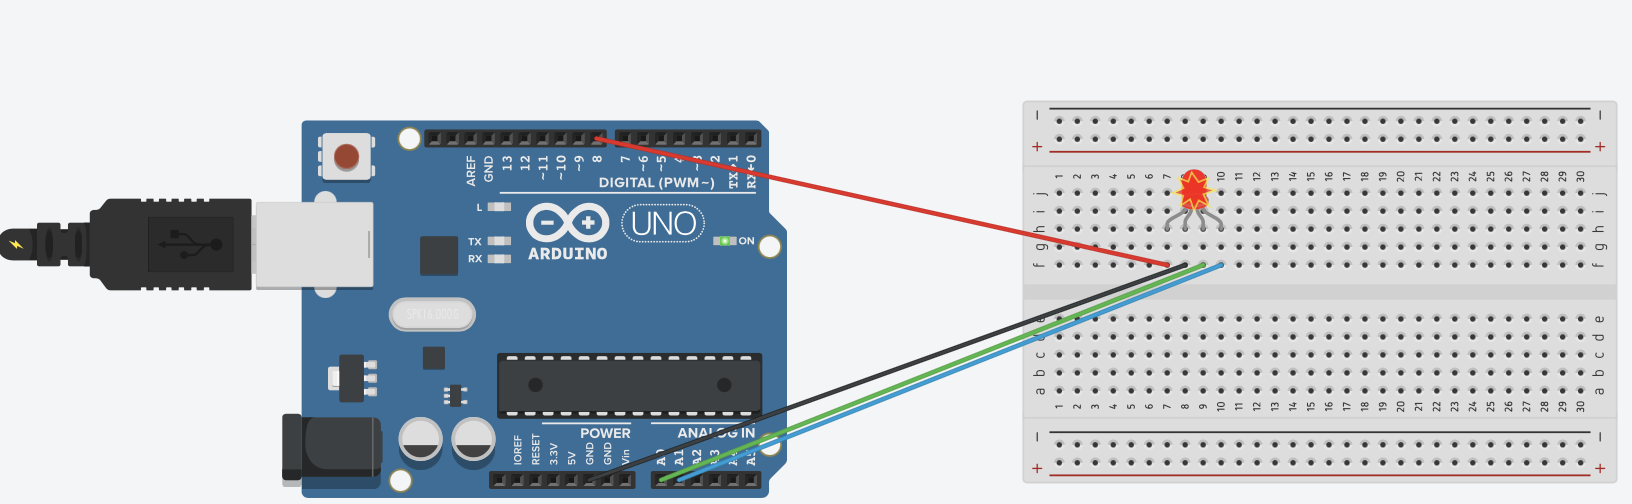 − −
+ +
1 2 3 4 5 6 7 10 11 12 13 14 15 16 17 18 19 20 21 22 23 24 25 26 27 28 29 30
j j
i i
h h
g g
f f
e e
d d
c c
b b
a a
1 2 3 4 5 6 7 8 9 10 11 12 13 14 15 16 17 18 19 20 21 22 23 24 25 26 27 28 29 30
− −
+ +
AREF GND 13 12 ~11 ~10 ~9 8 7 ~6 ~5 4 ~3 2 TX→1 RX←0
DIGITAL (PWM~)
L
TX
RX
UNO
ON
ARDUINO
SPK16.000G
POWER ANALOG IN
IOREF RESET 3.3V 5V GND GND Vin A0 A1 A2